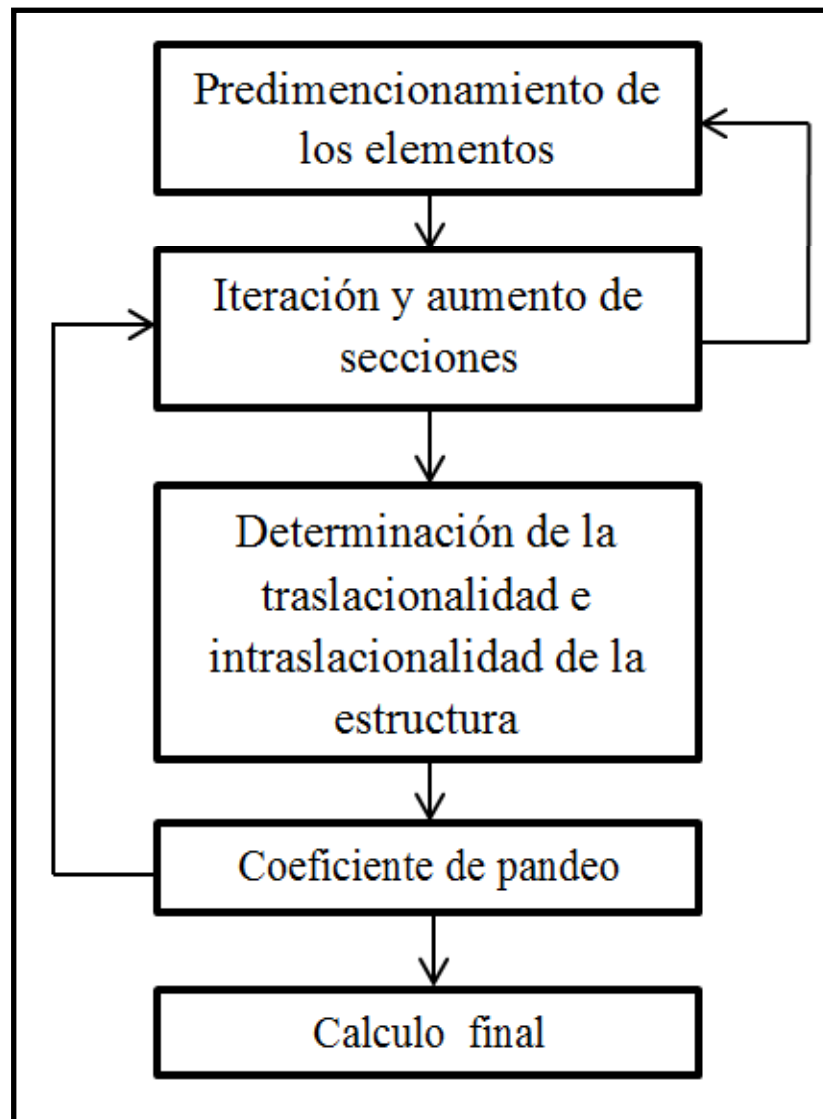 Predimencionamiento de
los elementos
Iteración y aumento de
secciones
Determinación de la
traslacionalidad e
intraslacionalidad de la
estructura
Coeficiente de pandeo
Calculo final